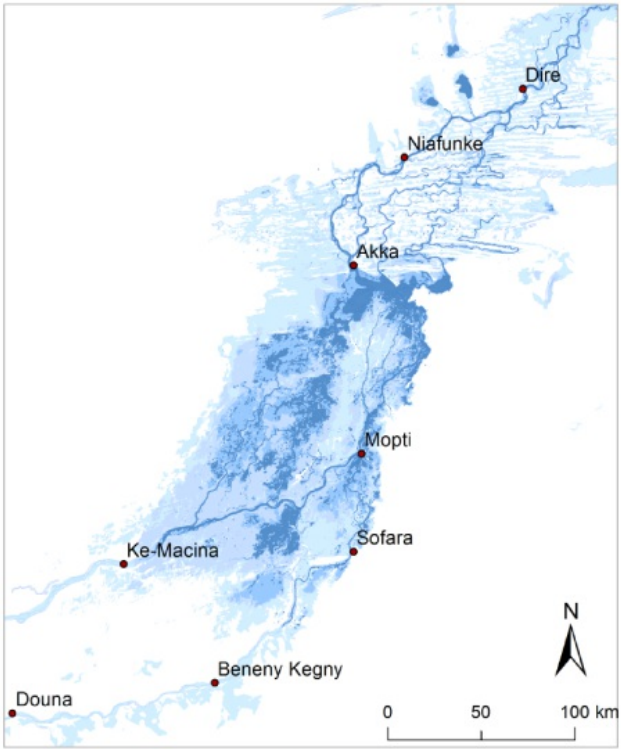 Dire
Niafunke
Akka
Mopti
Sofara
Ke-Macina
Beneny Kegny
Douna
N
0 50 100 km